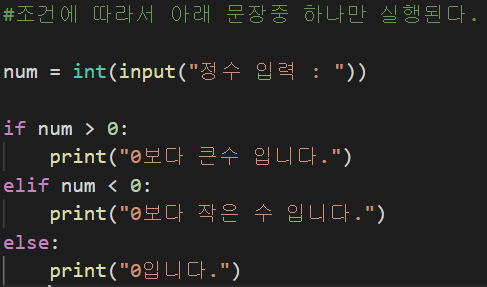 #조건에 따라서 아래 문장중 하나만 실행된다.
num = int(input("정수 입력 : "))
if num > 0:
    print("0보다 큰수 입니다.")
elif num < 0:
    print("0보다 작은 수 입니다.")
else:
    print("0입니다.")